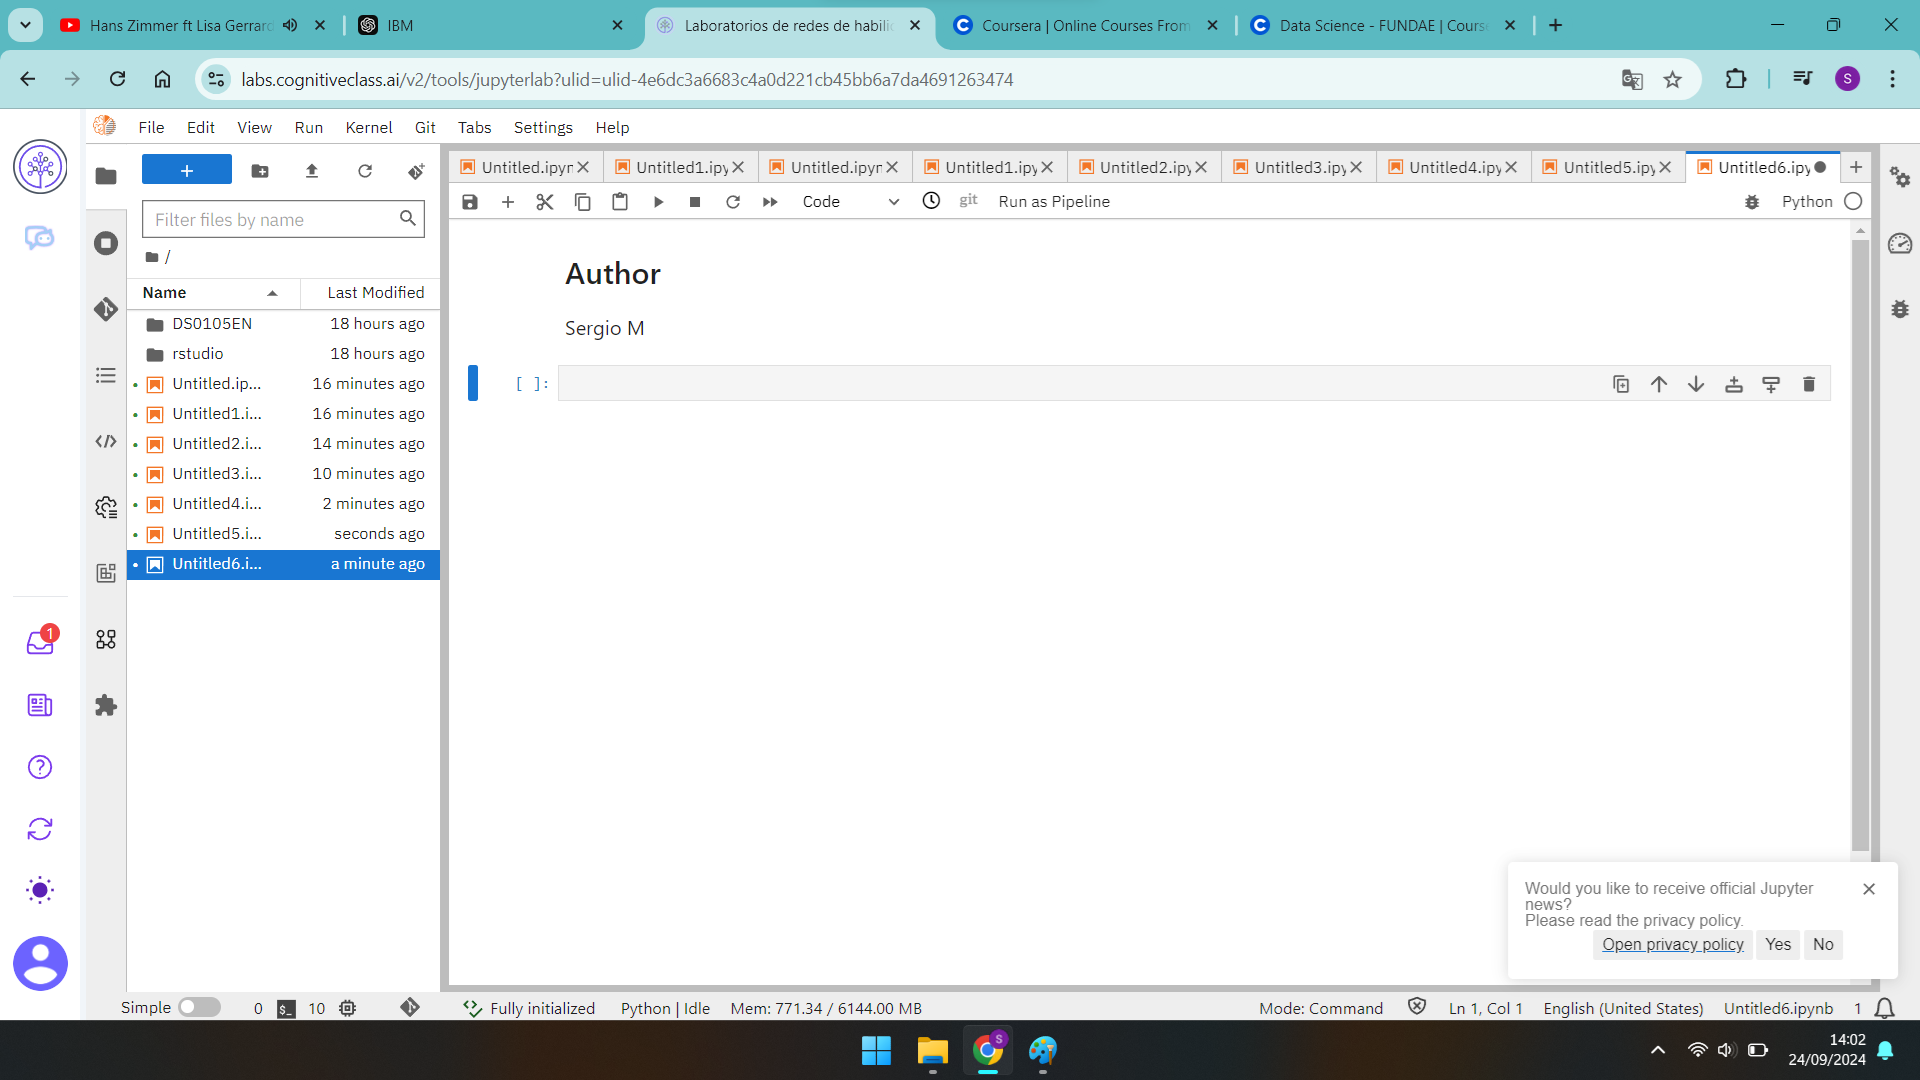 Hans Zimmer ft Lisa Gerrard
IBM
Laboratorios de redes de habilic
Coursera | Online Courses From
Data Science - FUNDAE | Cours
labs.cognitiveclass.ai/v2/tools/jupyterlab?ulid=ulid-4e6dc3a6683c4a0d221cb45bb6a7da4691263474
S
File Edit View Run Kernel Git Tabs Settings Help
Untitled.ipyn Untitled1.ipy Untitled.ipyn Untitled1.ipy Untitled2.ipy Untitled3.ipy Untitled4.ipy Untitled5.ipy Untitled6.ipy
Code git Run as Pipeline Python
Filter files by name
/
Name Last Modified
DS0105EN 18 hours ago
rstudio 18 hours ago
Untitled.ip... 16 minutes ago
Untitled1.i... 16 minutes ago
Untitled2.i... 14 minutes ago
Untitled3.i... 10 minutes ago
Untitled4.i... 2 minutes ago
Untitled5.i... seconds ago
Untitled6.i... a minute ago
Author
Sergio M
[ ]:
1
Would you like to receive official Jupyter
news?
Please read the privacy policy.
Open privacy policy Yes No
Simple 0 $_ 10 Fully initialized Python | Idle Mem: 771.34 / 6144.00 MB Mode: Command Ln 1, Col 1 English (United States) Untitled6.ipynb 1
S
14:02
24/09/2024